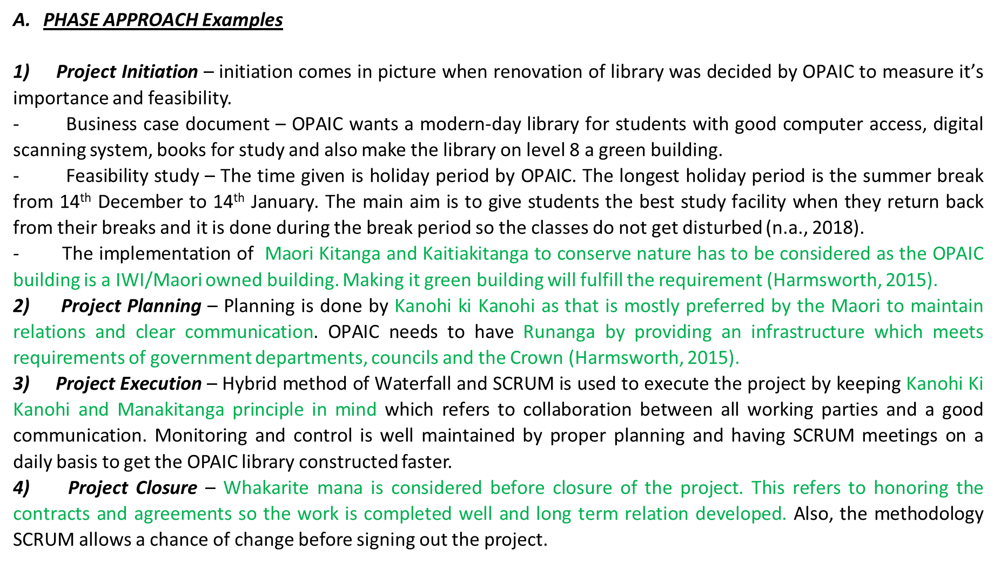 A. PHASE APPROACH Examples
1) Project Initiation – initiation comes in picture when renovation of library was decided by OPAIC to measure it’s
importance and feasibility.
- Business case document – OPAIC wants a modern-day library for students with good computer access, digital
scanning system, books for study and also make the library on level 8 a green building.
- Feasibility study – The time given is holiday period by OPAIC. The longest holiday period is the summer break
from 14th December to 14th January. The main aim is to give students the best study facility when they return back
from their breaks and it is done during the break period so the classes do not get disturbed (n.a., 2018).
- The implementation of Maori Kitanga and Kaitiakitanga to conserve nature has to be considered as the OPAIC
building is a IWI/Maori owned building. Making it green building will fulfill the requirement (Harmsworth, 2015).
2) Project Planning – Planning is done by Kanohi ki Kanohi as that is mostly preferred by the Maori to maintain
relations and clear communication. OPAIC needs to have Runanga by providing an infrastructure which meets
requirements of government departments, councils and the Crown (Harmsworth, 2015).
3) Project Execution – Hybrid method of Waterfall and SCRUM is used to execute the project by keeping Kanohi Ki
Kanohi and Manakitanga principle in mind which refers to collaboration between all working parties and a good
communication. Monitoring and control is well maintained by proper planning and having SCRUM meetings on a
daily basis to get the OPAIC library constructed faster.
4) Project Closure – Whakarite mana is considered before closure of the project. This refers to honoring the
contracts and agreements so the work is completed well and long term relation developed. Also, the methodology
SCRUM allows a chance of change before signing out the project.